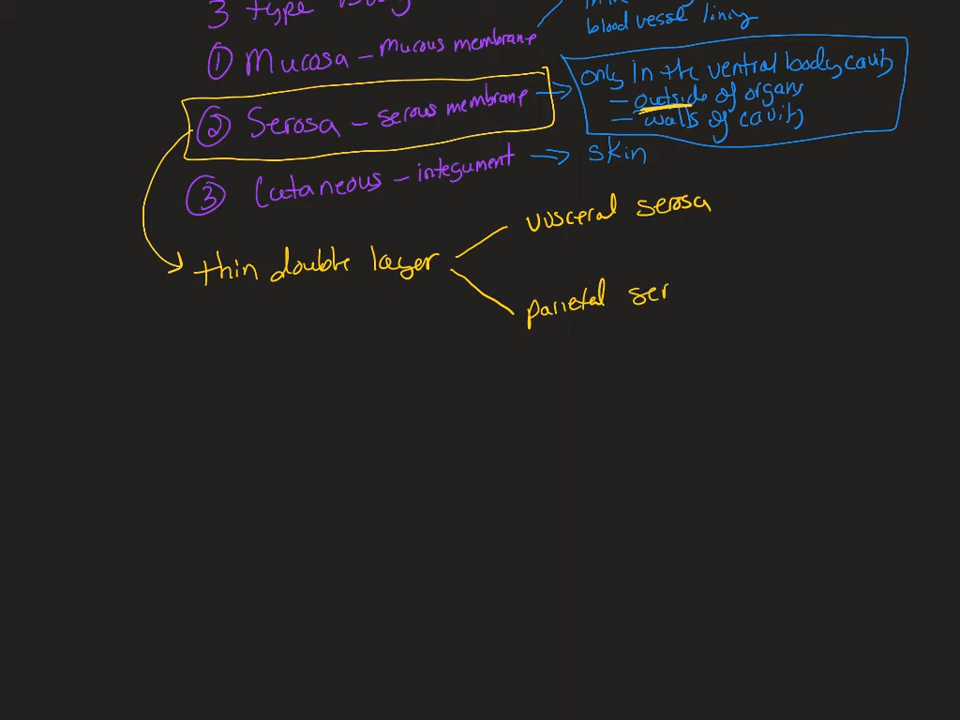 3 type Body
blood vessel lining
① Mucosa – Mucous membrane
only in the ventral body cavity
– outside of organs
– walls of cavity
② Serosa – serous membrane
③ Cutaneous – integument → skin
thin double layer
visceral serosa
parietal ser